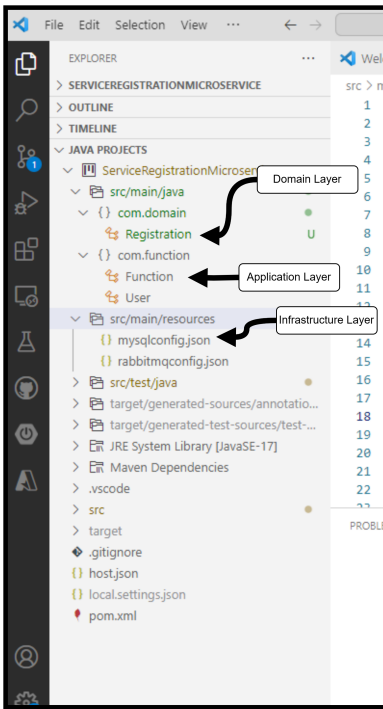 File Edit Selection View ...
EXPLORER ...
Wel
SERVICEREGISTRATIONMICROSERVICE
src > m
OUTLINE
1
TIMELINE
2
JAVA PROJECTS
3
ServiceRegistrationMicroser
4
src/main/java
Domain Layer
5
6
{} com.domain
7
Registration U
8
{} com.function
9
Function
Application Layer
10
User
11
src/main/resources
Infrastructure Layer
{} mysqlconfig.json
14
{} rabbitmqconfig.json
15
src/test/java
16
target/generated-sources/annotatio...
17
target/generated-test-sources/test-...
18
JRE System Library [JavaSE-17]
19
Maven Dependencies
20
.vscode
21
src
22
target
PROBL
.gitignore
{} host.json
{} local.settings.json
pom.xml
1